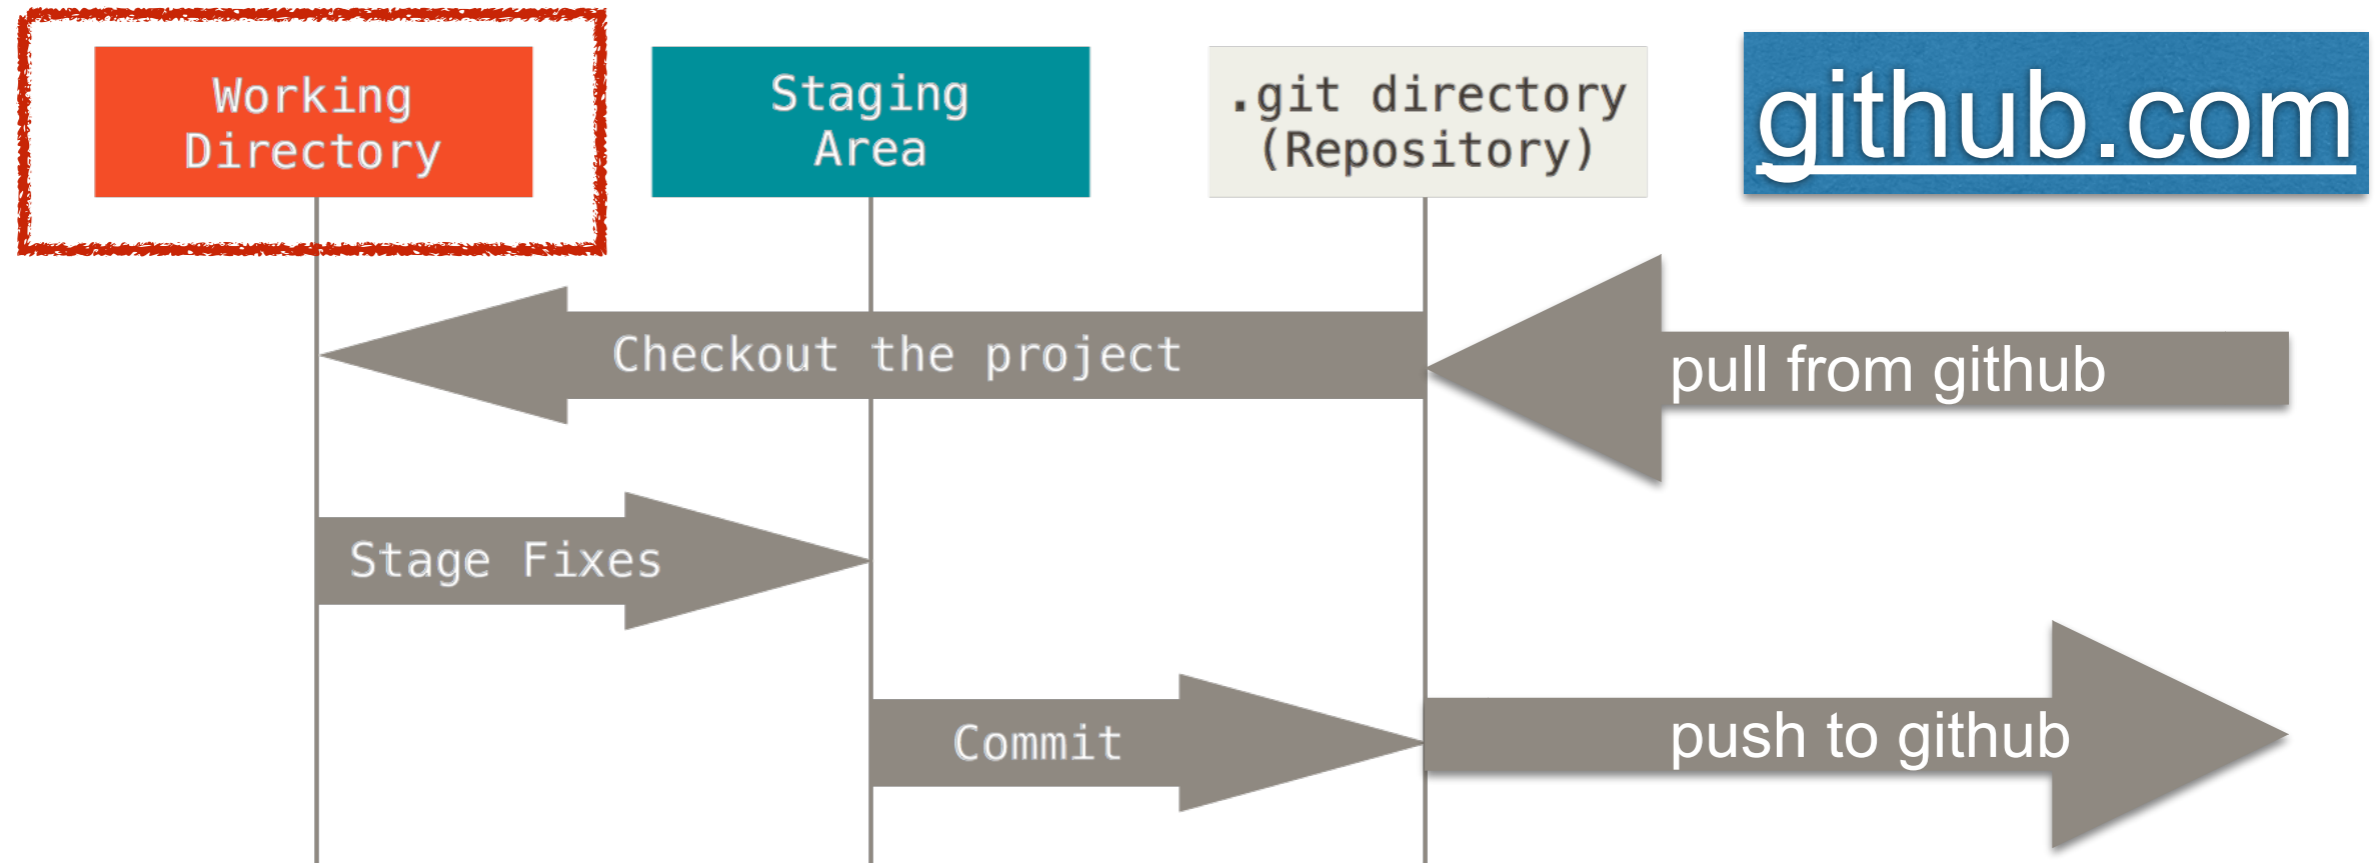 Working
Directory
Staging
Area
.git directory
(Repository)
github.com
Checkout the project
pull from github
Stage Fixes
Commit
push to github